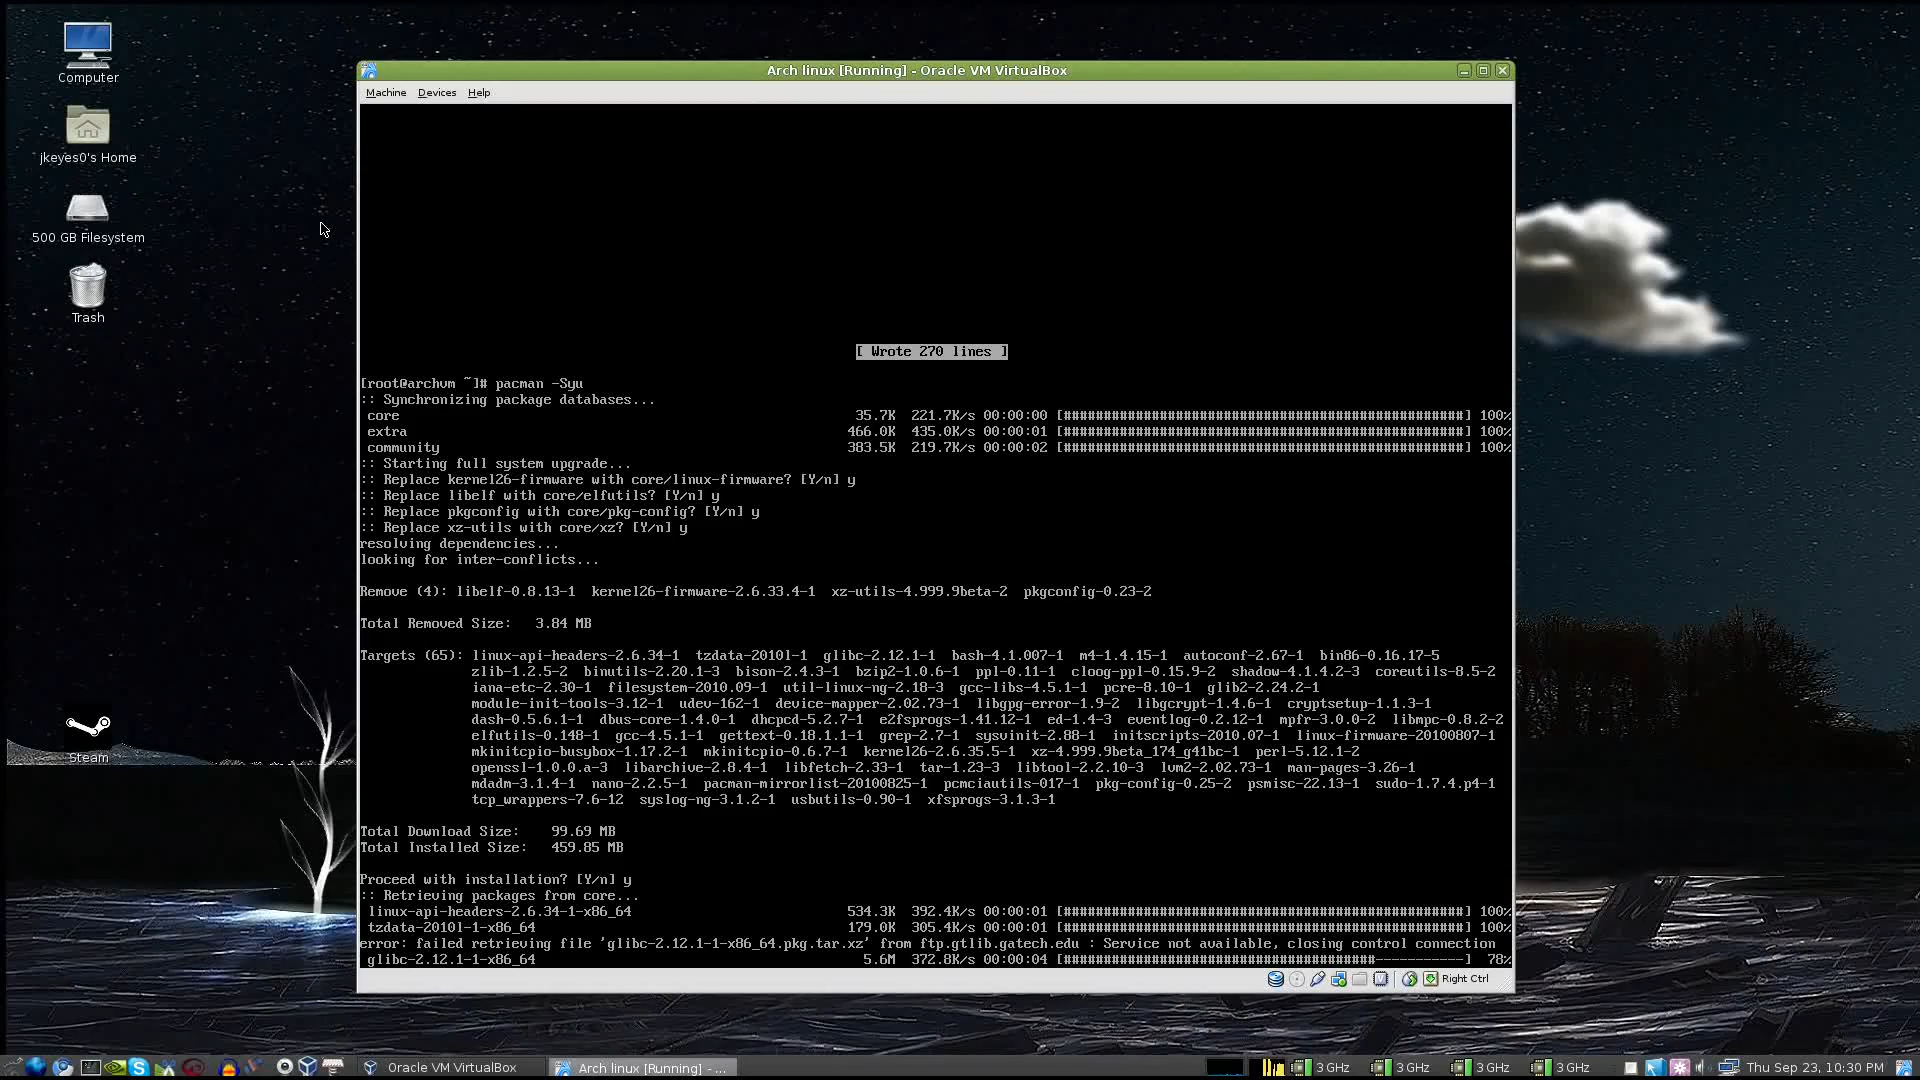 Computer
jkeyes0's Home
500 GB Filesystem
Trash
Steam
Arch linux [Running] - Oracle VM VirtualBox
Machine Devices Help
[ Wrote 270 lines ]
[root@archvm ~]# pacman -Syu
:: Synchronizing package databases...
core 35.7K 221.7K/s 00:00:00 [##################################################] 100%
extra 466.0K 435.0K/s 00:00:01 [##################################################] 100%
community 383.5K 219.7K/s 00:00:02 [##################################################] 100%
:: Starting full system upgrade...
:: Replace kernel26-firmware with core/linux-firmware? [Y/n] y
:: Replace libelf with core/elfutils? [Y/n] y
:: Replace pkgconfig with core/pkg-config? [Y/n] y
:: Replace xz-utils with core/xz? [Y/n] y
resolving dependencies...
looking for inter-conflicts...
Remove (4): libelf-0.8.13-1 kernel26-firmware-2.6.33.4-1 xz-utils-4.999.9beta-2 pkgconfig-0.23-2
Total Removed Size: 3.84 MB
Targets (65): linux-api-headers-2.6.34-1 tzdata-2010l-1 glibc-2.12.1-1 bash-4.1.007-1 m4-1.4.15-1 autoconf-2.67-1 bin86-0.16.17-5
zlib-1.2.5-2 binutils-2.20.1-3 bison-2.4.3-1 bzip2-1.0.6-1 ppl-0.11-1 cloog-ppl-0.15.9-2 shadow-4.1.4.2-3 coreutils-8.5-2
iana-etc-2.30-1 filesystem-2010.09-1 util-linux-ng-2.18-3 gcc-libs-4.5.1-1 pcre-8.10-1 glib2-2.24.2-1
module-init-tools-3.12-1 udev-162-1 device-mapper-2.02.73-1 libgpg-error-1.9-2 libgcrypt-1.4.6-1 cryptsetup-1.1.3-1
dash-0.5.6.1-1 dbus-core-1.4.0-1 dhcpcd-5.2.7-1 e2fsprogs-1.41.12-1 ed-1.4-3 eventlog-0.2.12-1 mpfr-3.0.0-2 libmpc-0.8.2-2
elfutils-0.148-1 gcc-4.5.1-1 gettext-0.18.1.1-1 grep-2.7-1 sysvinit-2.88-1 initscripts-2010.07-1 linux-firmware-20100807-1
mkinitcpio-busybox-1.17.2-1 mkinitcpio-0.6.7-1 kernel26-2.6.35.5-1 xz-4.999.9beta_174_g41bc-1 perl-5.12.1-2
openssl-1.0.0.a-3 libarchive-2.8.4-1 libfetch-2.33-1 tar-1.23-3 libtool-2.2.10-3 lvm2-2.02.73-1 man-pages-3.26-1
mdadm-3.1.4-1 nano-2.2.5-1 pacman-mirrorlist-20100825-1 pcmciautils-017-1 pkg-config-0.25-2 psmisc-22.13-1 sudo-1.7.4.p4-1
tcp_wrappers-7.6-12 syslog-ng-3.1.2-1 usbutils-0.90-1 xfsprogs-3.1.3-1
Total Download Size: 99.69 MB
Total Installed Size: 459.85 MB
Proceed with installation? [Y/n] y
:: Retrieving packages from core...
linux-api-headers-2.6.34-1-x86_64 534.3K 392.4K/s 00:00:01 [##################################################] 100%
tzdata-2010l-1-x86_64 179.0K 305.4K/s 00:00:01 [##################################################] 100%
error: failed retrieving file 'glibc-2.12.1-1-x86_64.pkg.tar.xz' from ftp.gtlib.gatech.edu : Service not available, closing control connection
glibc-2.12.1-1-x86_64 5.6M 372.8K/s 00:00:04 [#######################################-----------] 78%
Right Ctrl
Oracle VM VirtualBox
Arch linux [Running] - ...
3 GHz 3 GHz 3 GHz 3 GHz
Thu Sep 23, 10:30 PM